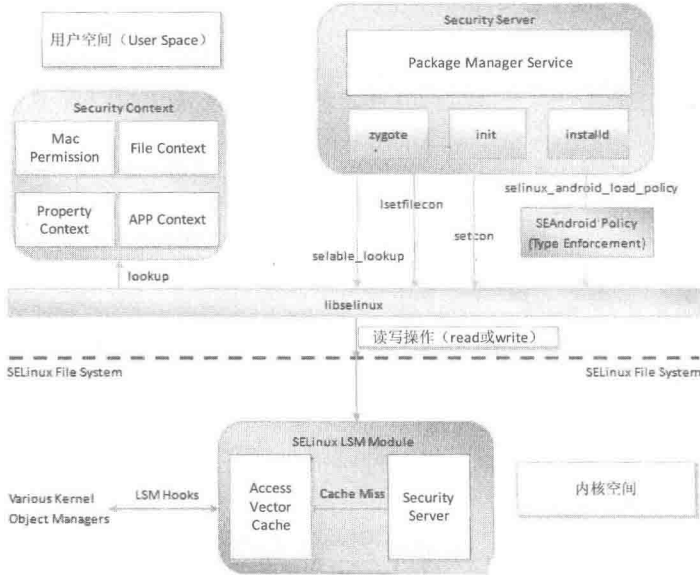 Security Server
用户空间（User Space）
Package Manager Service
Security Context
Mac
Permission
File Context
zygote
init
installd
selinux_android_load_policy
lsetfilecon
Property
Context
APP Context
SEAndroid Policy
(Type Enforcement)
setcon
selable_lookup
lookup
libselinux
读写操作（read或write）
SELinux File System
SELinux File System
SELinux LSM Module
Access
Vector
Cache
Cache Miss
Security
Server
LSM Hooks
Various Kernel
Object Managers
内核空间